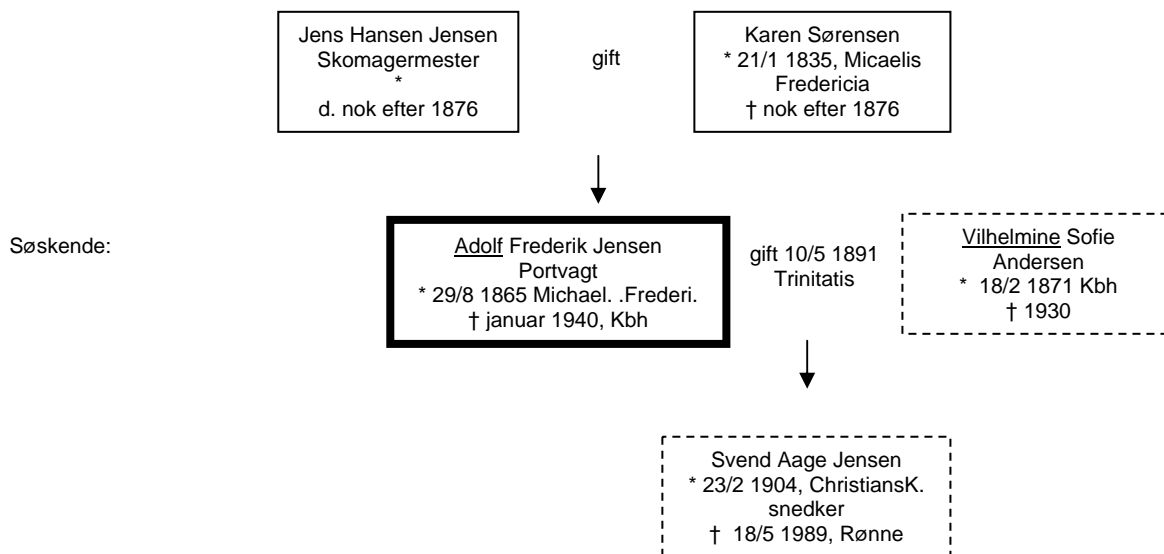 Jens Hansen Jensen
Skomagermester
*
d. nok efter 1876
gift
Karen Sørensen
* 21/1 1835, Micaelis
Fredericia
† nok efter 1876
Søskende:
Adolf Frederik Jensen
Portvagt
* 29/8 1865 Michael. .Frederi.
† januar 1940, Kbh
gift 10/5 1891
Trinitatis
Vilhelmine Sofie
Andersen
* 18/2 1871 Kbh
† 1930
Svend Aage Jensen
* 23/2 1904, ChristiansK.
snedker
† 18/5 1989, Rønne